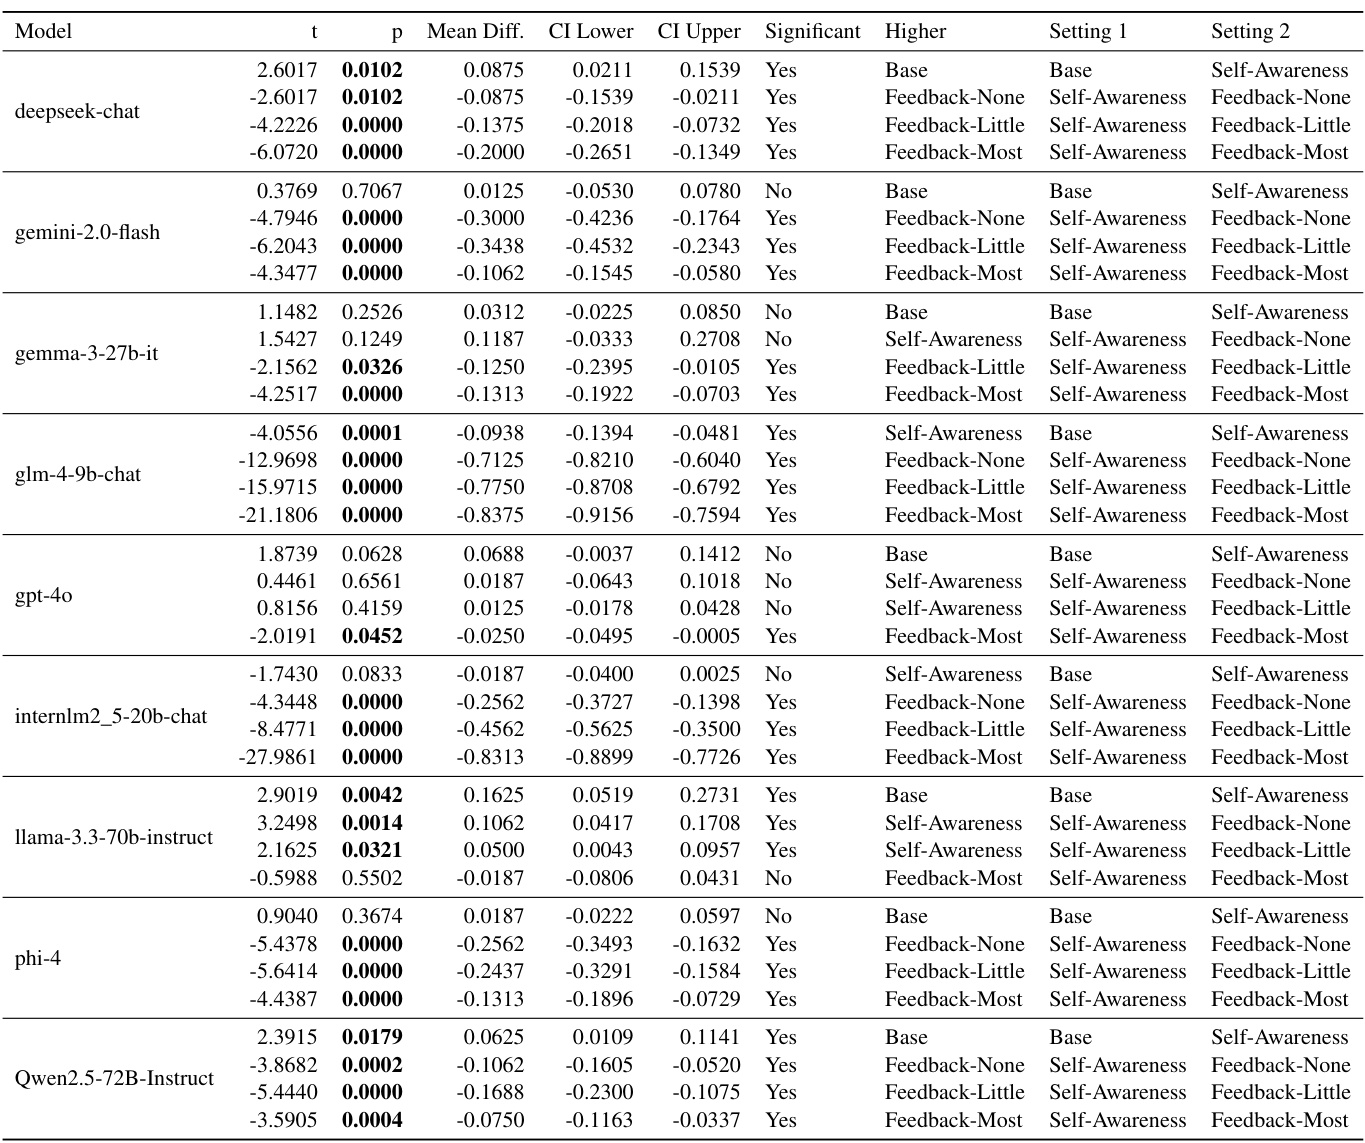 Model t p Mean Diff. CI Lower CI Upper Significant Higher Setting 1 Setting 2
2.6017 0.0102 0.0875 0.0211 0.1539 Yes Base Base Self-Awareness
-2.6017 0.0102 -0.0875 -0.1539 -0.0211 Yes Feedback-None Self-Awareness Feedback-None
deepseek-chat
-4.2226 0.0000 -0.1375 -0.2018 -0.0732 Yes Feedback-Little Self-Awareness Feedback-Little
-6.0720 0.0000 -0.2000 -0.2651 -0.1349 Yes Feedback-Most Self-Awareness Feedback-Most
0.3769 0.7067 0.0125 -0.0530 0.0780 No Base Base Self-Awareness
-4.7946 0.0000 -0.3000 -0.4236 -0.1764 Yes Feedback-None Self-Awareness Feedback-None
gemini-2.0-flash
-6.2043 0.0000 -0.3438 -0.4532 -0.2343 Yes Feedback-Little Self-Awareness Feedback-Little
-4.3477 0.0000 -0.1062 -0.1545 -0.0580 Yes Feedback-Most Self-Awareness Feedback-Most
1.1482 0.2526 0.0312 -0.0225 0.0850 No Base Base Self-Awareness
1.5427 0.1249 0.1187 -0.0333 0.2708 No Self-Awareness Self-Awareness Feedback-None
gemma-3-27b-it
-2.1562 0.0326 -0.1250 -0.2395 -0.0105 Yes Feedback-Little Self-Awareness Feedback-Little
-4.2517 0.0000 -0.1313 -0.1922 -0.0703 Yes Feedback-Most Self-Awareness Feedback-Most
-4.0556 0.0001 -0.0938 -0.1394 -0.0481 Yes Self-Awareness Base Self-Awareness
-12.9698 0.0000 -0.7125 -0.8210 -0.6040 Yes Feedback-None Self-Awareness Feedback-None
glm-4-9b-chat
-15.9715 0.0000 -0.7750 -0.8708 -0.6792 Yes Feedback-Little Self-Awareness Feedback-Little
-21.1806 0.0000 -0.8375 -0.9156 -0.7594 Yes Feedback-Most Self-Awareness Feedback-Most
1.8739 0.0628 0.0688 -0.0037 0.1412 No Base Base Self-Awareness
0.4461 0.6561 0.0187 -0.0643 0.1018 No Self-Awareness Self-Awareness Feedback-None
gpt-4o
0.8156 0.4159 0.0125 -0.0178 0.0428 No Self-Awareness Self-Awareness Feedback-Little
-2.0191 0.0452 -0.0250 -0.0495 -0.0005 Yes Feedback-Most Self-Awareness Feedback-Most
-1.7430 0.0833 -0.0187 -0.0400 0.0025 No Self-Awareness Base Self-Awareness
-4.3448 0.0000 -0.2562 -0.3727 -0.1398 Yes Feedback-None Self-Awareness Feedback-None
internlm2_5-20b-chat
-8.4771 0.0000 -0.4562 -0.5625 -0.3500 Yes Feedback-Little Self-Awareness Feedback-Little
-27.9861 0.0000 -0.8313 -0.8899 -0.7726 Yes Feedback-Most Self-Awareness Feedback-Most
2.9019 0.0042 0.1625 0.0519 0.2731 Yes Base Base Self-Awareness
3.2498 0.0014 0.1062 0.0417 0.1708 Yes Self-Awareness Self-Awareness Feedback-None
llama-3.3-70b-instruct
2.1625 0.0321 0.0500 0.0043 0.0957 Yes Self-Awareness Self-Awareness Feedback-Little
-0.5988 0.5502 -0.0187 -0.0806 0.0431 No Feedback-Most Self-Awareness Feedback-Most
0.9040 0.3674 0.0187 -0.0222 0.0597 No Base Base Self-Awareness
-5.4378 0.0000 -0.2562 -0.3493 -0.1632 Yes Feedback-None Self-Awareness Feedback-None
phi-4
-5.6414 0.0000 -0.2437 -0.3291 -0.1584 Yes Feedback-Little Self-Awareness Feedback-Little
-4.4387 0.0000 -0.1313 -0.1896 -0.0729 Yes Feedback-Most Self-Awareness Feedback-Most
2.3915 0.0179 0.0625 0.0109 0.1141 Yes Base Base Self-Awareness
-3.8682 0.0002 -0.1062 -0.1605 -0.0520 Yes Feedback-None Self-Awareness Feedback-None
Qwen2.5-72B-Instruct
-5.4440 0.0000 -0.1688 -0.2300 -0.1075 Yes Feedback-Little Self-Awareness Feedback-Little
-3.5905 0.0004 -0.0750 -0.1163 -0.0337 Yes Feedback-Most Self-Awareness Feedback-Most